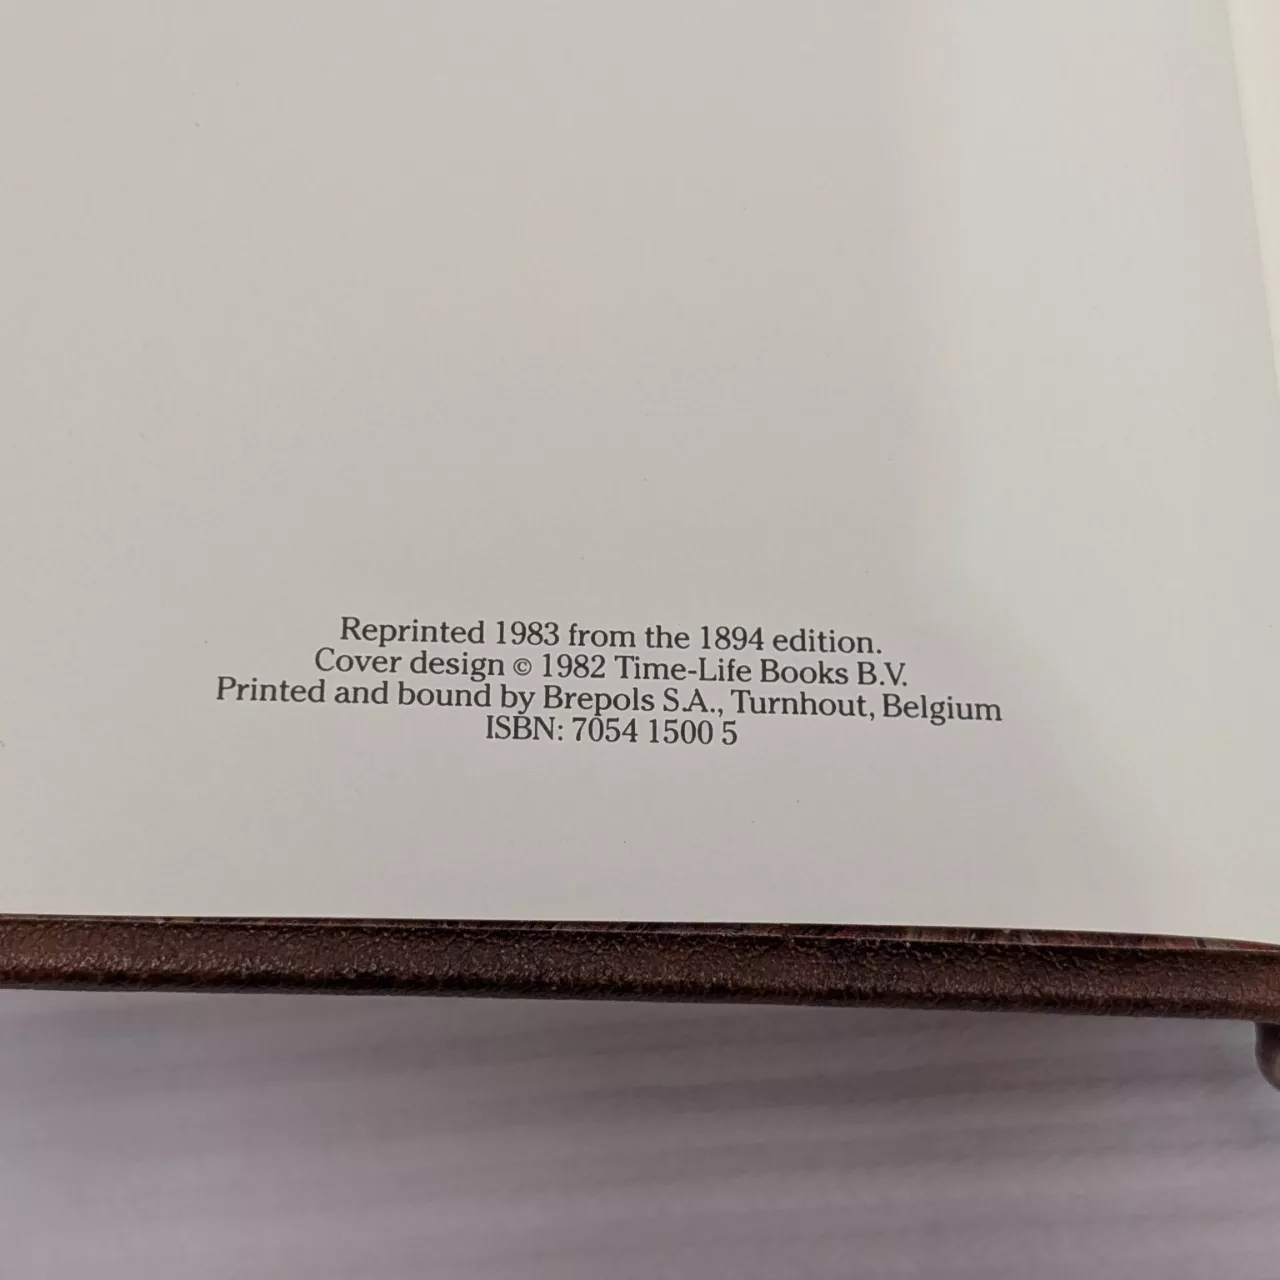 Reprinted 1983 from the 1894 edition.
Cover design © 1982 Time-Life Books B.V.
Printed and bound by Brepols S.A., Turnhout, Belgium
ISBN: 7054 1500 5